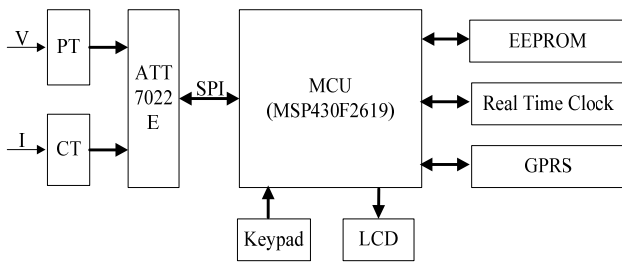 V
PT
I
CT
ATT
7022
E
SPI
MCU
(MSP430F2619)
EEPROM
Real Time Clock
GPRS
Keypad
LCD